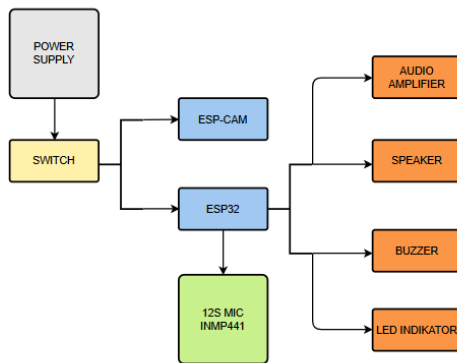 POWER
SUPPLY
AUDIO
AMPLIFIER
ESP-CAM
SWITCH
SPEAKER
ESP32
BUZZER
12S MIC
INMP441
LED INDIKATOR